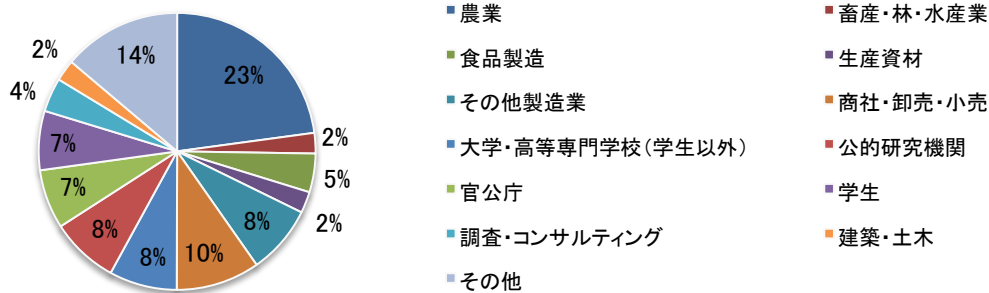 23%
2%
5%
2%
8%
10%
8%
8%
7%
7%
4%
2%
14%
農業
畜産・林・水産業
食品製造
生産資材
その他製造業
商社・卸売・小売
大学・高等専門学校(学生以外)
公的研究機関
官公庁
学生
調査・コンサルティング
建築・土木
その他